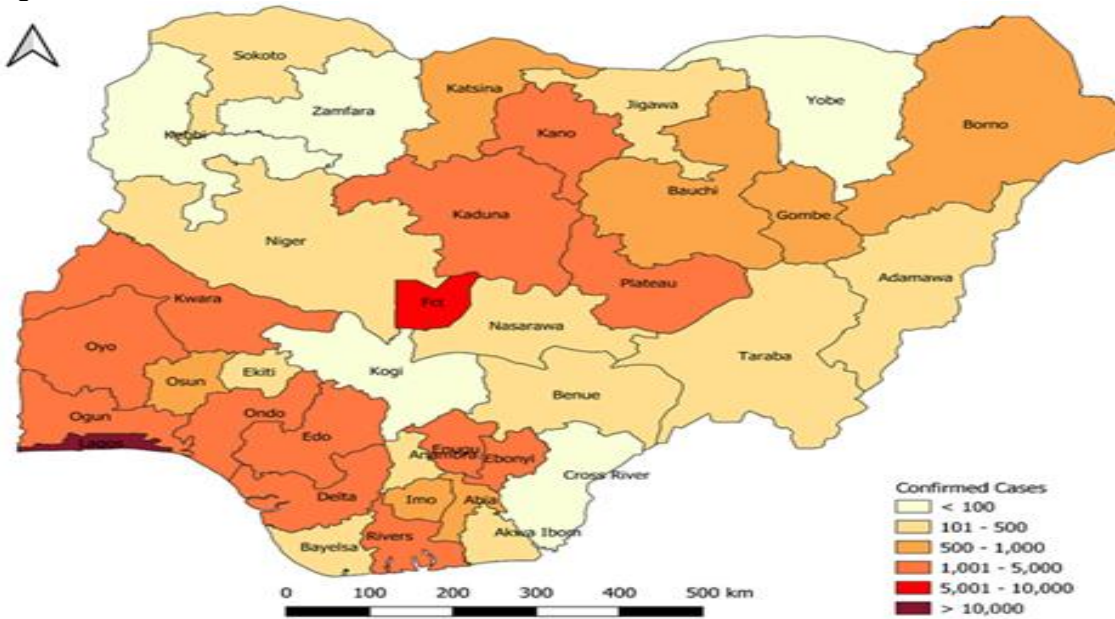 Sokoto
Katsina
Jigawa
Yobe
Borno
Zamfara
Kano
Kebbi
Bauchi
Gombe
Kaduna
Niger
Adamawa
Plateau
Kwara
Fct
Nasarawa
Oyo
Taraba
Kogi
Osun
Ekiti
Benue
Ogun
Ondo
Lagos
Edo
Enugu
Anambra
Ebonyi
Cross River
Delta
Imo
Abia
Rivers
Akwa Ibom
Bayelsa
Confirmed Cases
< 100
101 - 500
500 - 1,000
1,001 - 5,000
5,001 - 10,000
> 10,000
0 100 200 300 400 500 km